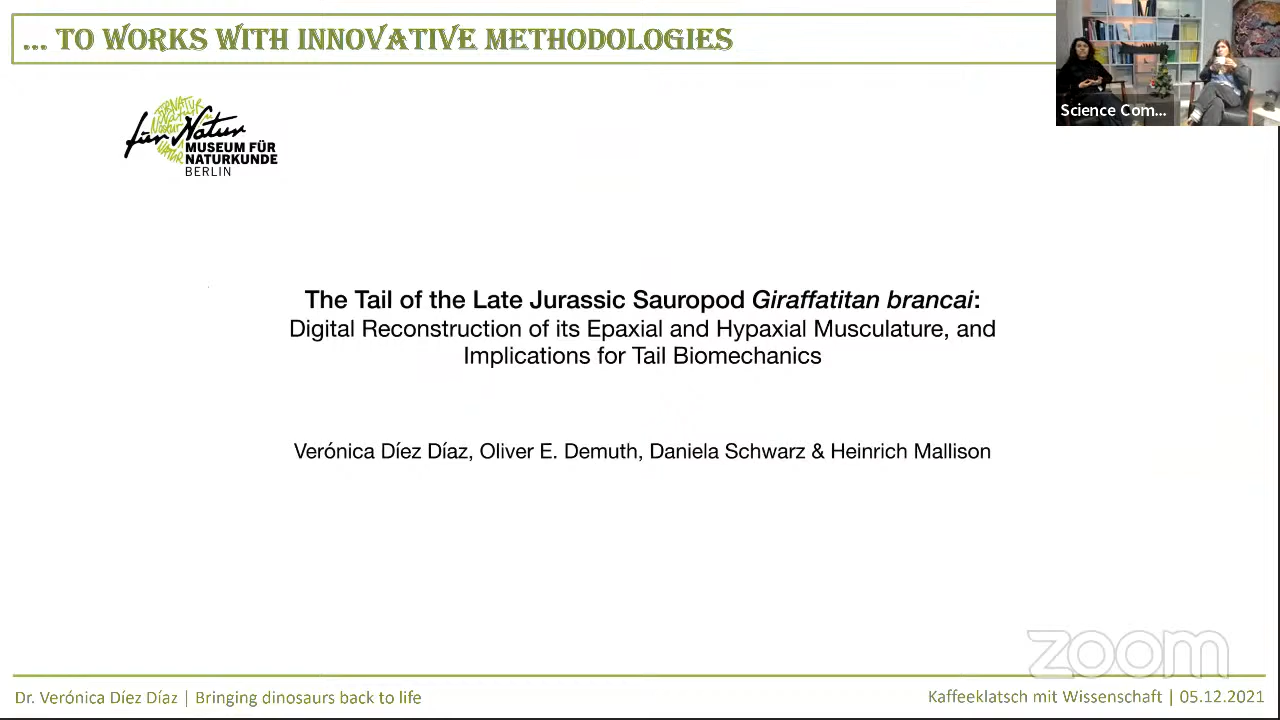 ... TO WORKS WITH INNOVATIVE METHODOLOGIES
Science Com...
für Natur
MUSEUM FÜR
NATURKUNDE
BERLIN
The Tail of the Late Jurassic Sauropod Giraffatitan brancai:
Digital Reconstruction of its Epaxial and Hypaxial Musculature, and
Implications for Tail Biomechanics
Verónica Díez Díaz, Oliver E. Demuth, Daniela Schwarz & Heinrich Mallison
zoom
Dr. Verónica Díez Díaz | Bringing dinosaurs back to life
Kaffeeklatsch mit Wissenschaft | 05.12.2021